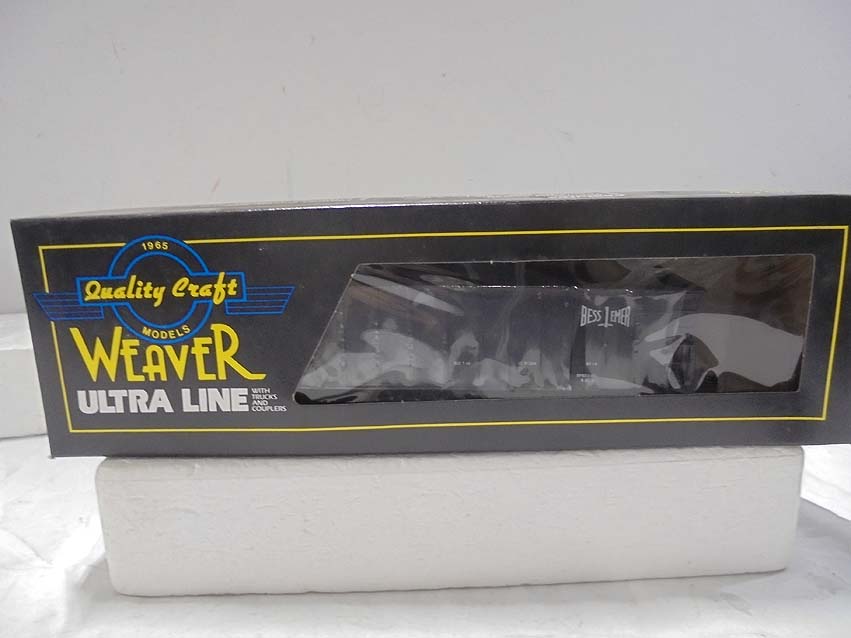 1965
Quality Craft
MODELS
WEAVER
ULTRA LINE
WITH
TRUCKS
AND
COUPLERS
BESSEMER